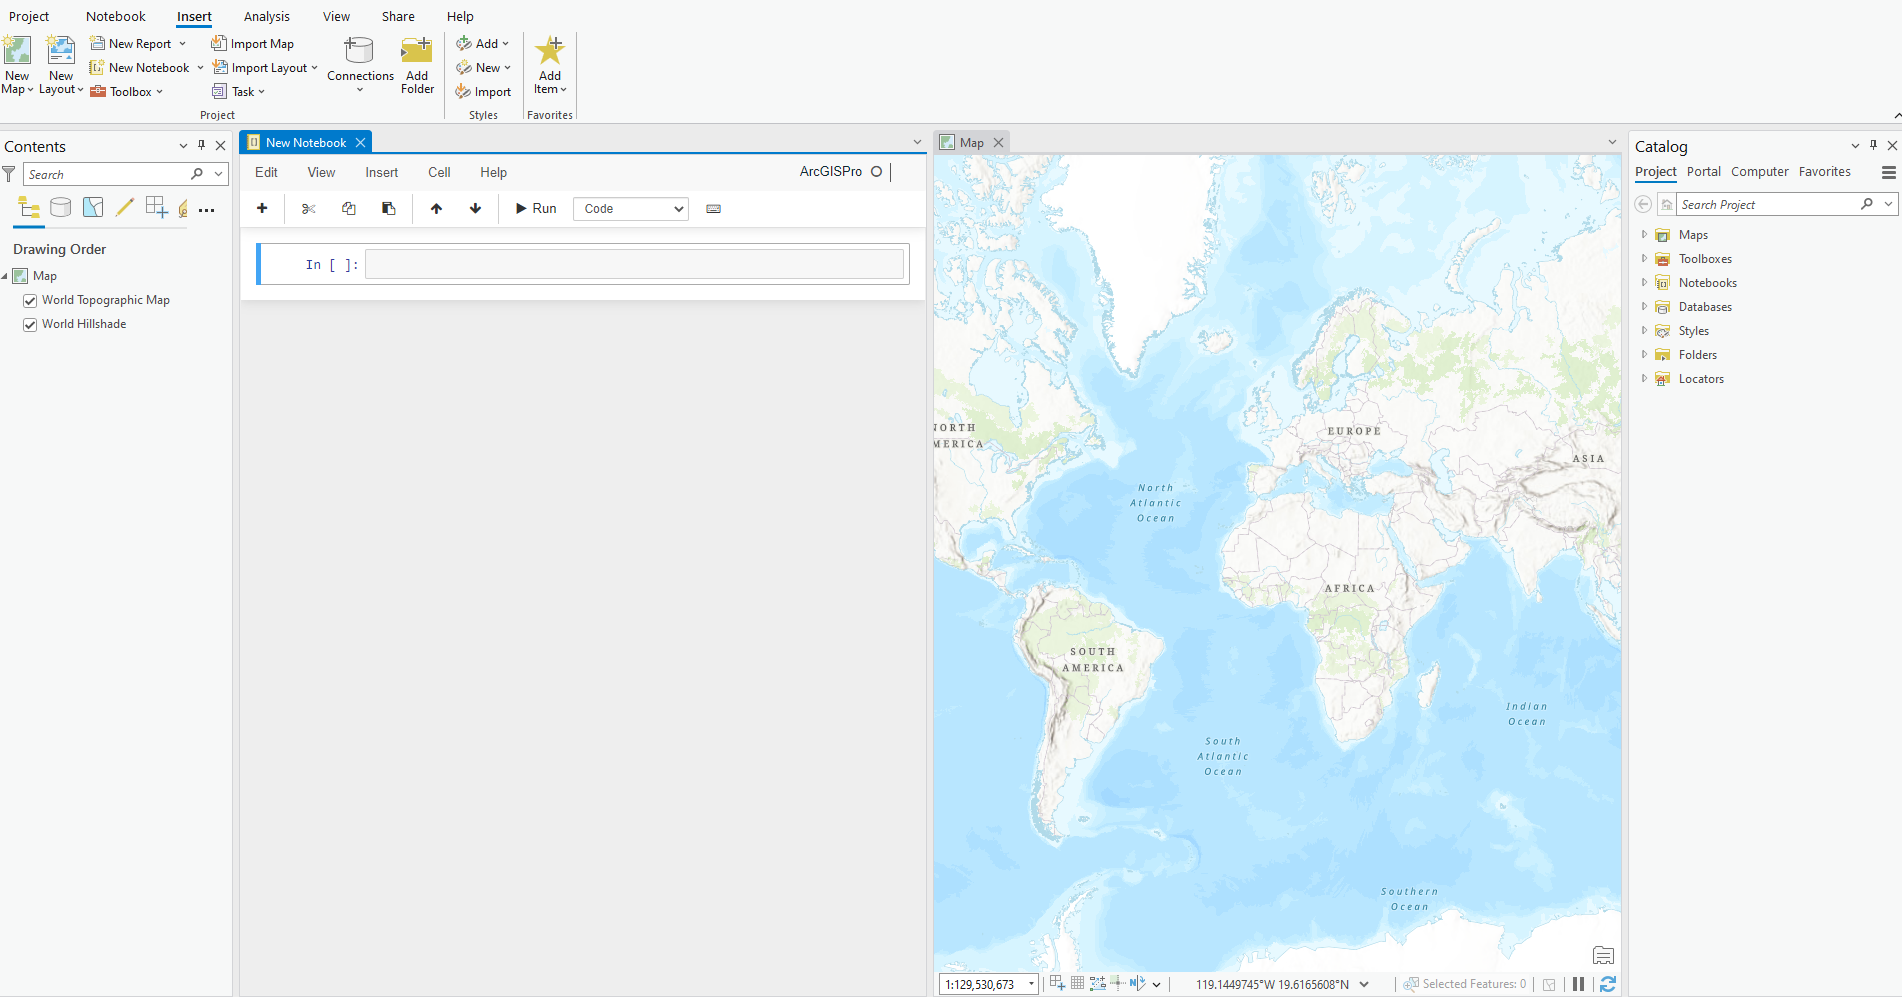 Project Notebook Insert Analysis View Share Help
New Map
New Layout
New Report
New Notebook
Toolbox
Import Map
Import Layout
Task
Connections
Add Folder
Project
Add
New
Import
Styles
Add Item
Favorites
Contents
Search
Drawing Order
Map
World Topographic Map
World Hillshade
New Notebook
Edit View Insert Cell Help
ArcGISPro
Run
Code
In [ ]:
Map
NORTH
MERICA
EUROPE
ASIA
North
Atlantic
Ocean
AFRICA
SOUTH
AMERICA
Indian
Ocean
South
Atlantic
Ocean
Southern
Ocean
1:129,530,673
119.1449745°W 19.6165608°N
Selected Features: 0
Catalog
Project Portal Computer Favorites
Search Project
Maps
Toolboxes
Notebooks
Databases
Styles
Folders
Locators